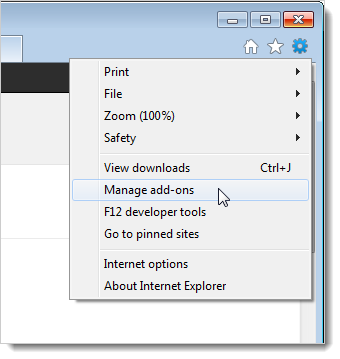 Print
File
Zoom (100%)
Safety
View downloads Ctrl+J
Manage add-ons
F12 developer tools
Go to pinned sites
Internet options
About Internet Explorer